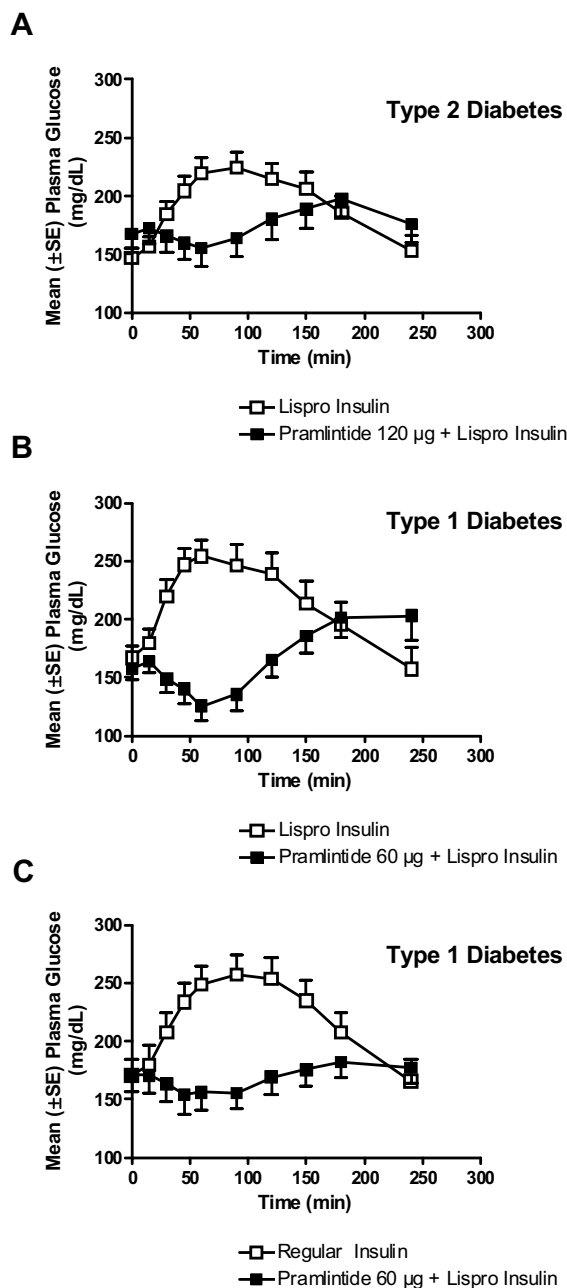 A
Type 2 Diabetes
Mean (±SE) Plasma Glucose
(mg/dL)
300
250
200
150
100
0 50 100 150 200 250 300
Time (min)
Lispro Insulin
Pramlintide 120 µg + Lispro Insulin
B
Type 1 Diabetes
Mean (±SE) Plasma Glucose
(mg/dL)
300
250
200
150
100
0 50 100 150 200 250 300
Time (min)
Lispro Insulin
Pramlintide 60 µg + Lispro Insulin
C
Type 1 Diabetes
Mean (±SE) Plasma Glucose
(mg/dL)
300
250
200
150
100
0 50 100 150 200 250 300
Time (min)
Regular Insulin
Pramlintide 60 µg + Lispro Insulin